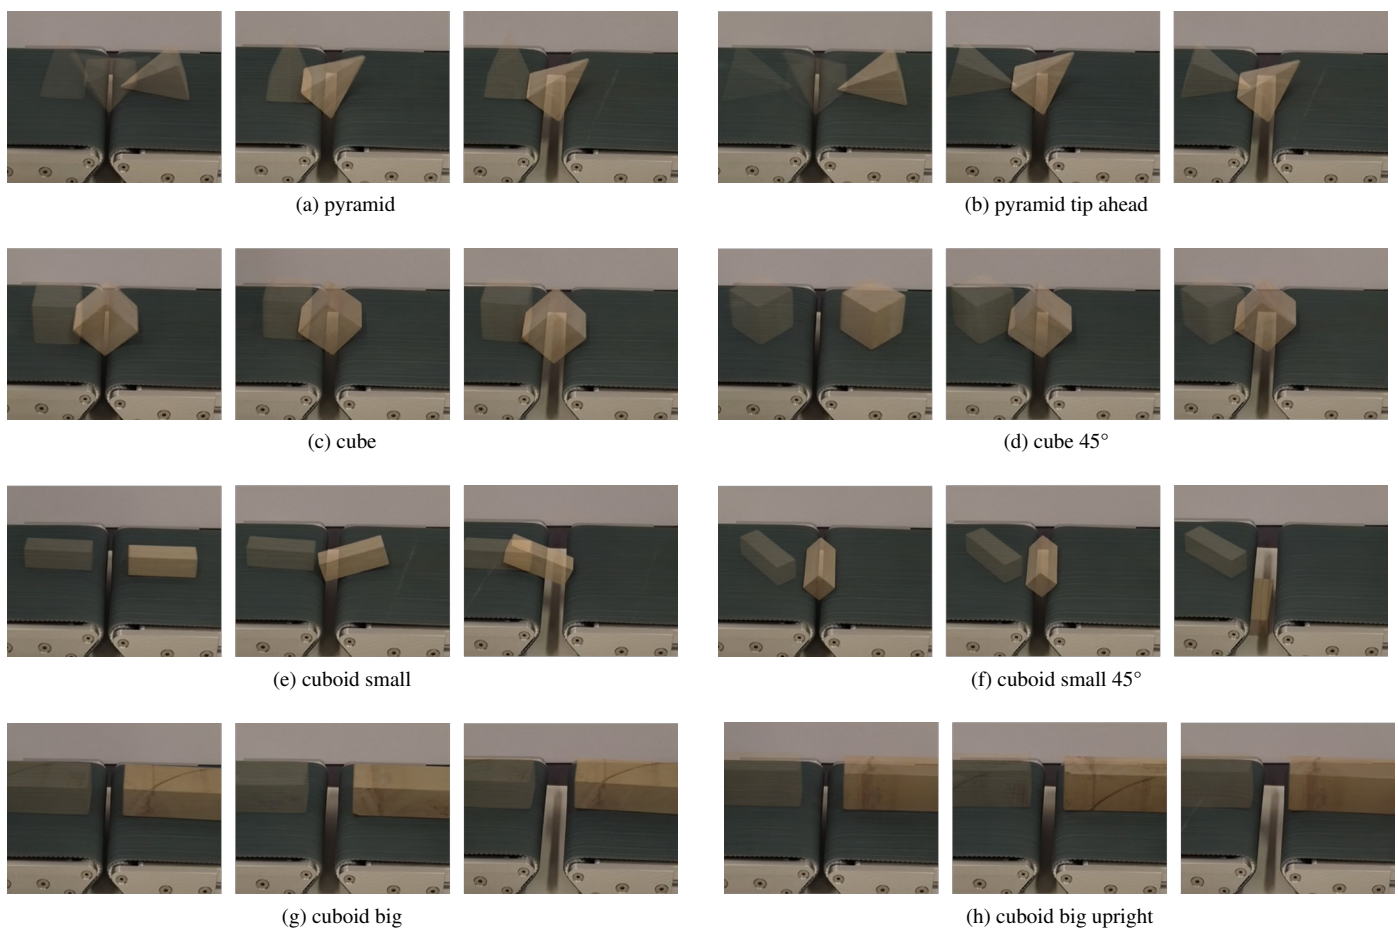 (a) pyramid
(b) pyramid tip ahead
(c) cube
(d) cube 45°
(e) cuboid small
(f) cuboid small 45°
(g) cuboid big
(h) cuboid big upright